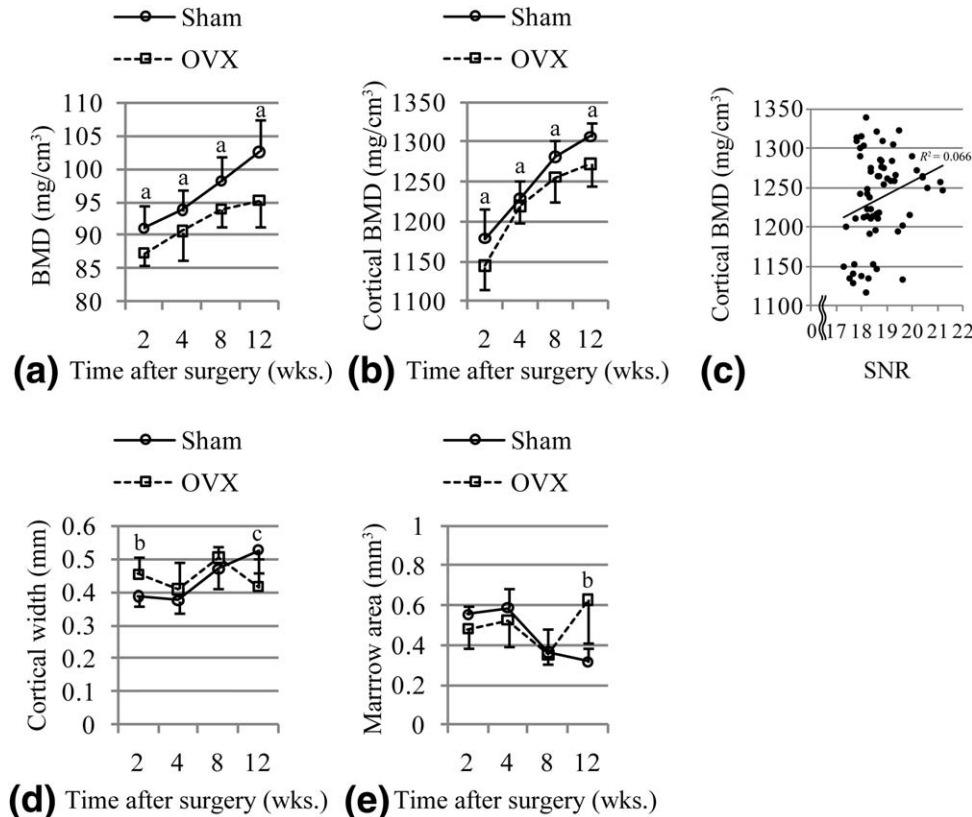 Sham
OVX
BMD (mg/cm³)
110
105
100
95
90
85
80
a a a a
2 4 8 12
(a) Time after surgery (wks.)
Sham
OVX
Cortical BMD (mg/cm³)
1350
1300
1250
1200
1150
1100
a a a a
2 4 8 12
(b) Time after surgery (wks.)
Cortical BMD (mg/cm³)
1350
1300
1250
1200
1150
1100
R² = 0.066
0 17 18 19 20 21 22
(c) SNR
Sham
OVX
Cortical width (mm)
0.6
0.5
0.4
0.3
0.2
0.1
0
b c
2 4 8 12
(d) Time after surgery (wks.)
Sham
OVX
Marrrow area (mm³)
1
0.8
0.6
0.4
0.2
0
b
2 4 8 12
(e) Time after surgery (wks.)